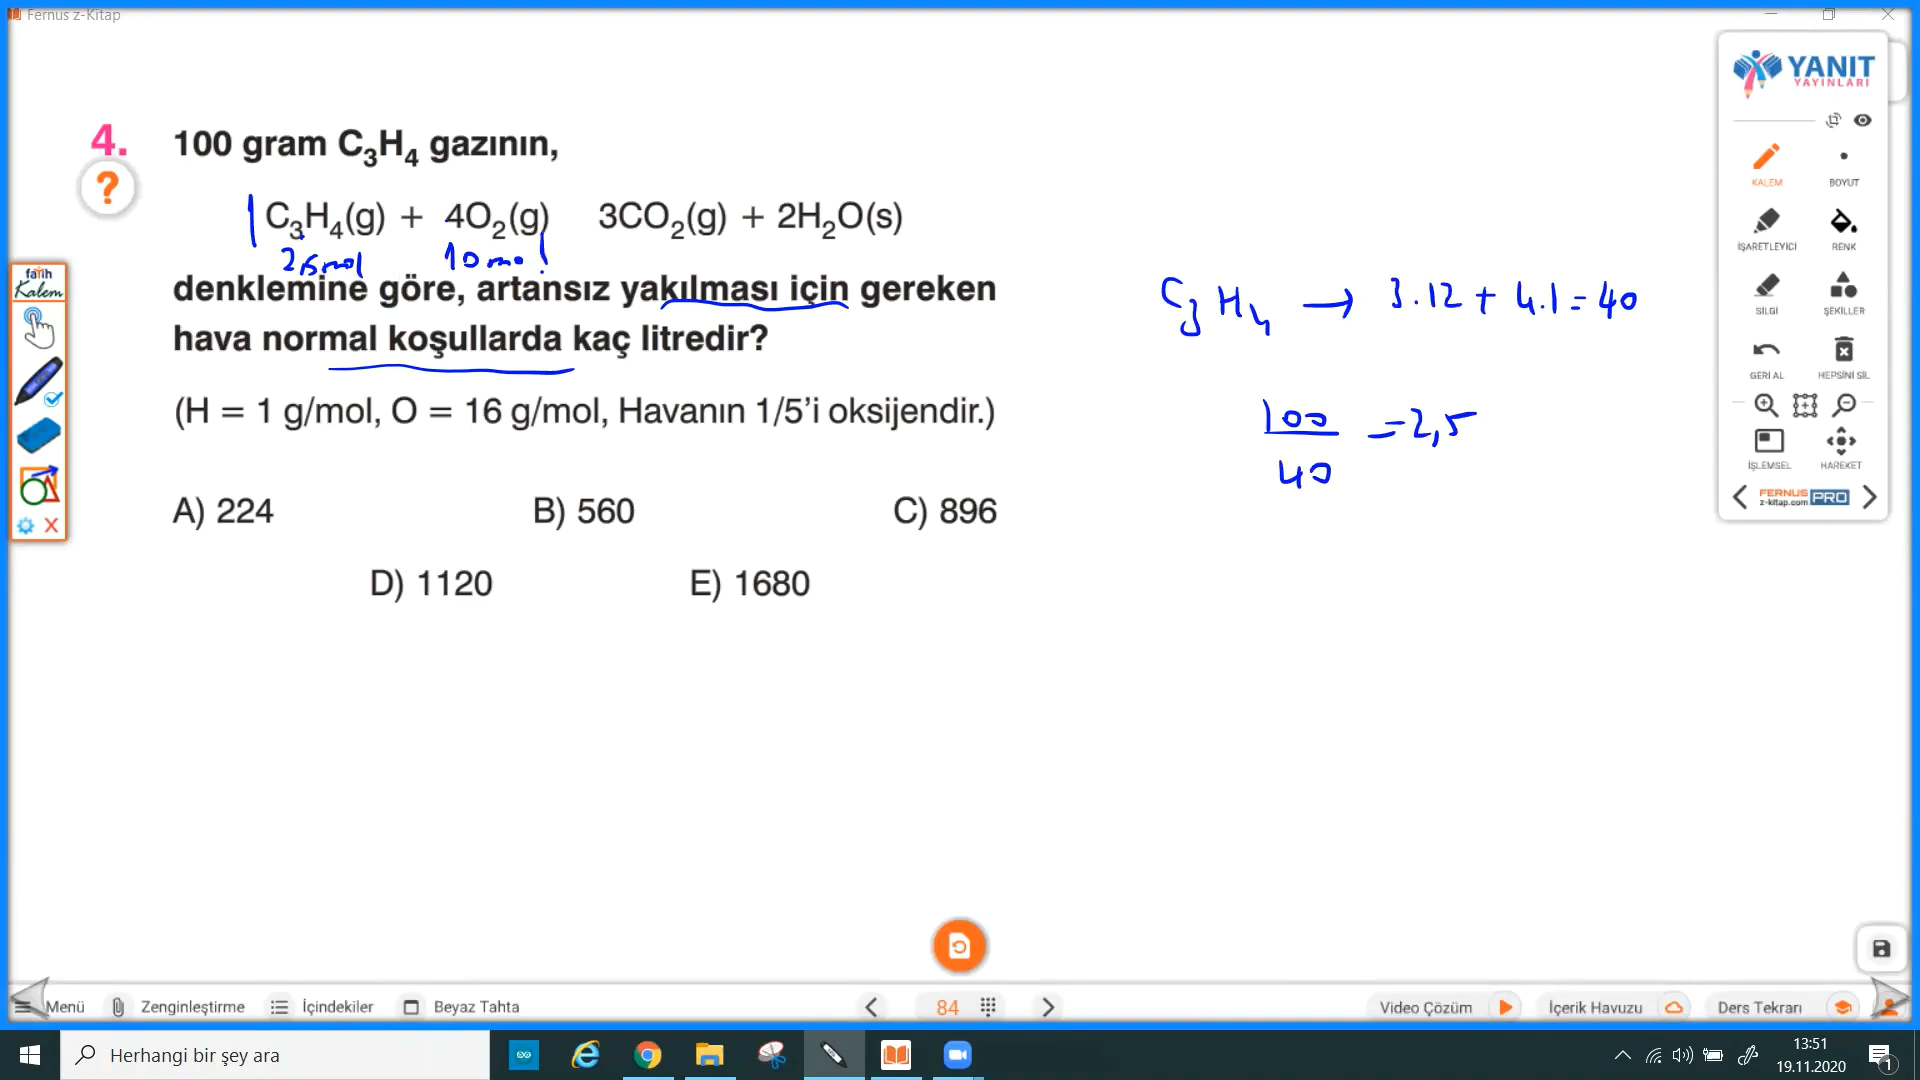 Fernus z-Kitap
YANIT
YAYINLARI
4.
100 gram C₃H₄ gazının,
?
C₃H₄(g) + 4O₂(g) 3CO₂(g) + 2H₂O(s)
2,5mol 10 mol
denklemine göre, artansız yakılması için gereken
hava normal koşullarda kaç litredir?
(H = 1 g/mol, O = 16 g/mol, Havanın 1/5'i oksijendir.)
A) 224 B) 560 C) 896
D) 1120 E) 1680
C₃H₄ → 3.12 + 4.1 = 40
100
40
= 2,5
fatih
Kalem
KALEM BOYUT
İŞARETLEYİCİ RENK
SİLGİ ŞEKİLLER
GERİ AL HEPSİNİ SİL
İŞLEMSEL HAREKET
FERNUS
z-kitap.com PRO
Menü Zenginleştirme İçindekiler Beyaz Tahta 84 Video Çözüm İçerik Havuzu Ders Tekrarı
Herhangi bir şey ara
13:51
19.11.2020
1